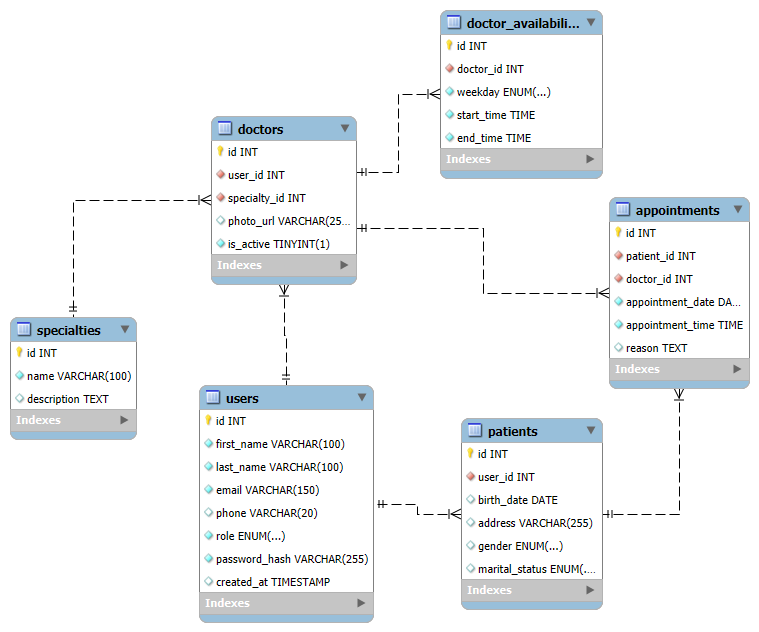 doctor_availabili...
id INT
doctor_id INT
weekday ENUM(...)
start_time TIME
end_time TIME
Indexes
doctors
id INT
user_id INT
specialty_id INT
photo_url VARCHAR(25...
is_active TINYINT(1)
Indexes
appointments
id INT
patient_id INT
doctor_id INT
appointment_date DA...
appointment_time TIME
reason TEXT
Indexes
specialties
id INT
name VARCHAR(100)
description TEXT
Indexes
users
id INT
first_name VARCHAR(100)
last_name VARCHAR(100)
email VARCHAR(150)
phone VARCHAR(20)
role ENUM(...)
password_hash VARCHAR(255)
created_at TIMESTAMP
Indexes
patients
id INT
user_id INT
birth_date DATE
address VARCHAR(255)
gender ENUM(...)
marital_status ENUM(....
Indexes